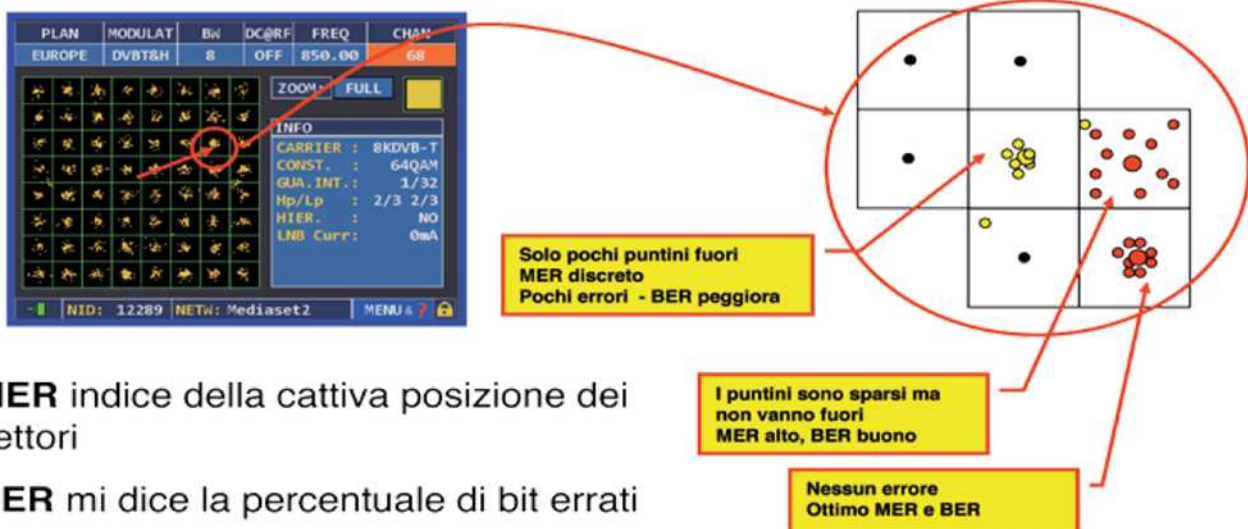 PLAN MODULAT BW DC@RF FREQ CHAN
EUROPE DVBT&H 8 OFF 850.00 68
ZOOM: FULL
INFO
CARRIER : 8KDVB-T
CONST. : 64QAM
GUA.INT.: 1/32
Hp/Lp : 2/3 2/3
HIER. : NO
LNB Curr: 0mA
NID: 12289 NETW: Mediaset2 MENU & ?
Solo pochi puntini fuori
MER discreto
Pochi errori - BER peggiora
I puntini sono sparsi ma
non vanno fuori
MER alto, BER buono
Nessun errore
Ottimo MER e BER
ER indice della cattiva posizione dei
ettori
ER mi dice la percentuale di bit errati